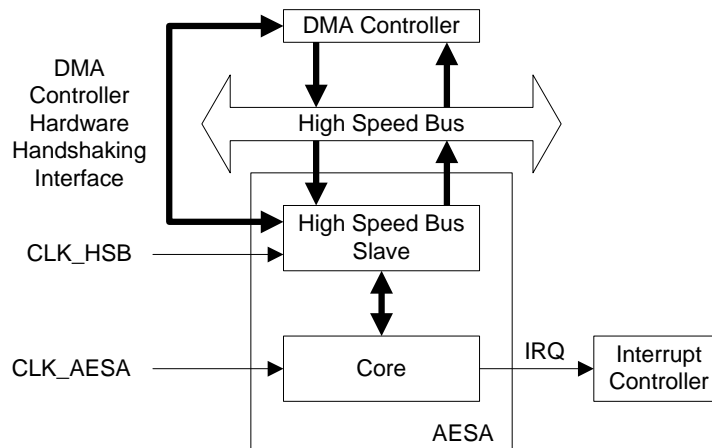 DMA Controller
DMA
Controller
Hardware
Handshaking
Interface
High Speed Bus
High Speed Bus
Slave
CLK_HSB
CLK_AESA
Core
IRQ
Interrupt
Controller
AESA